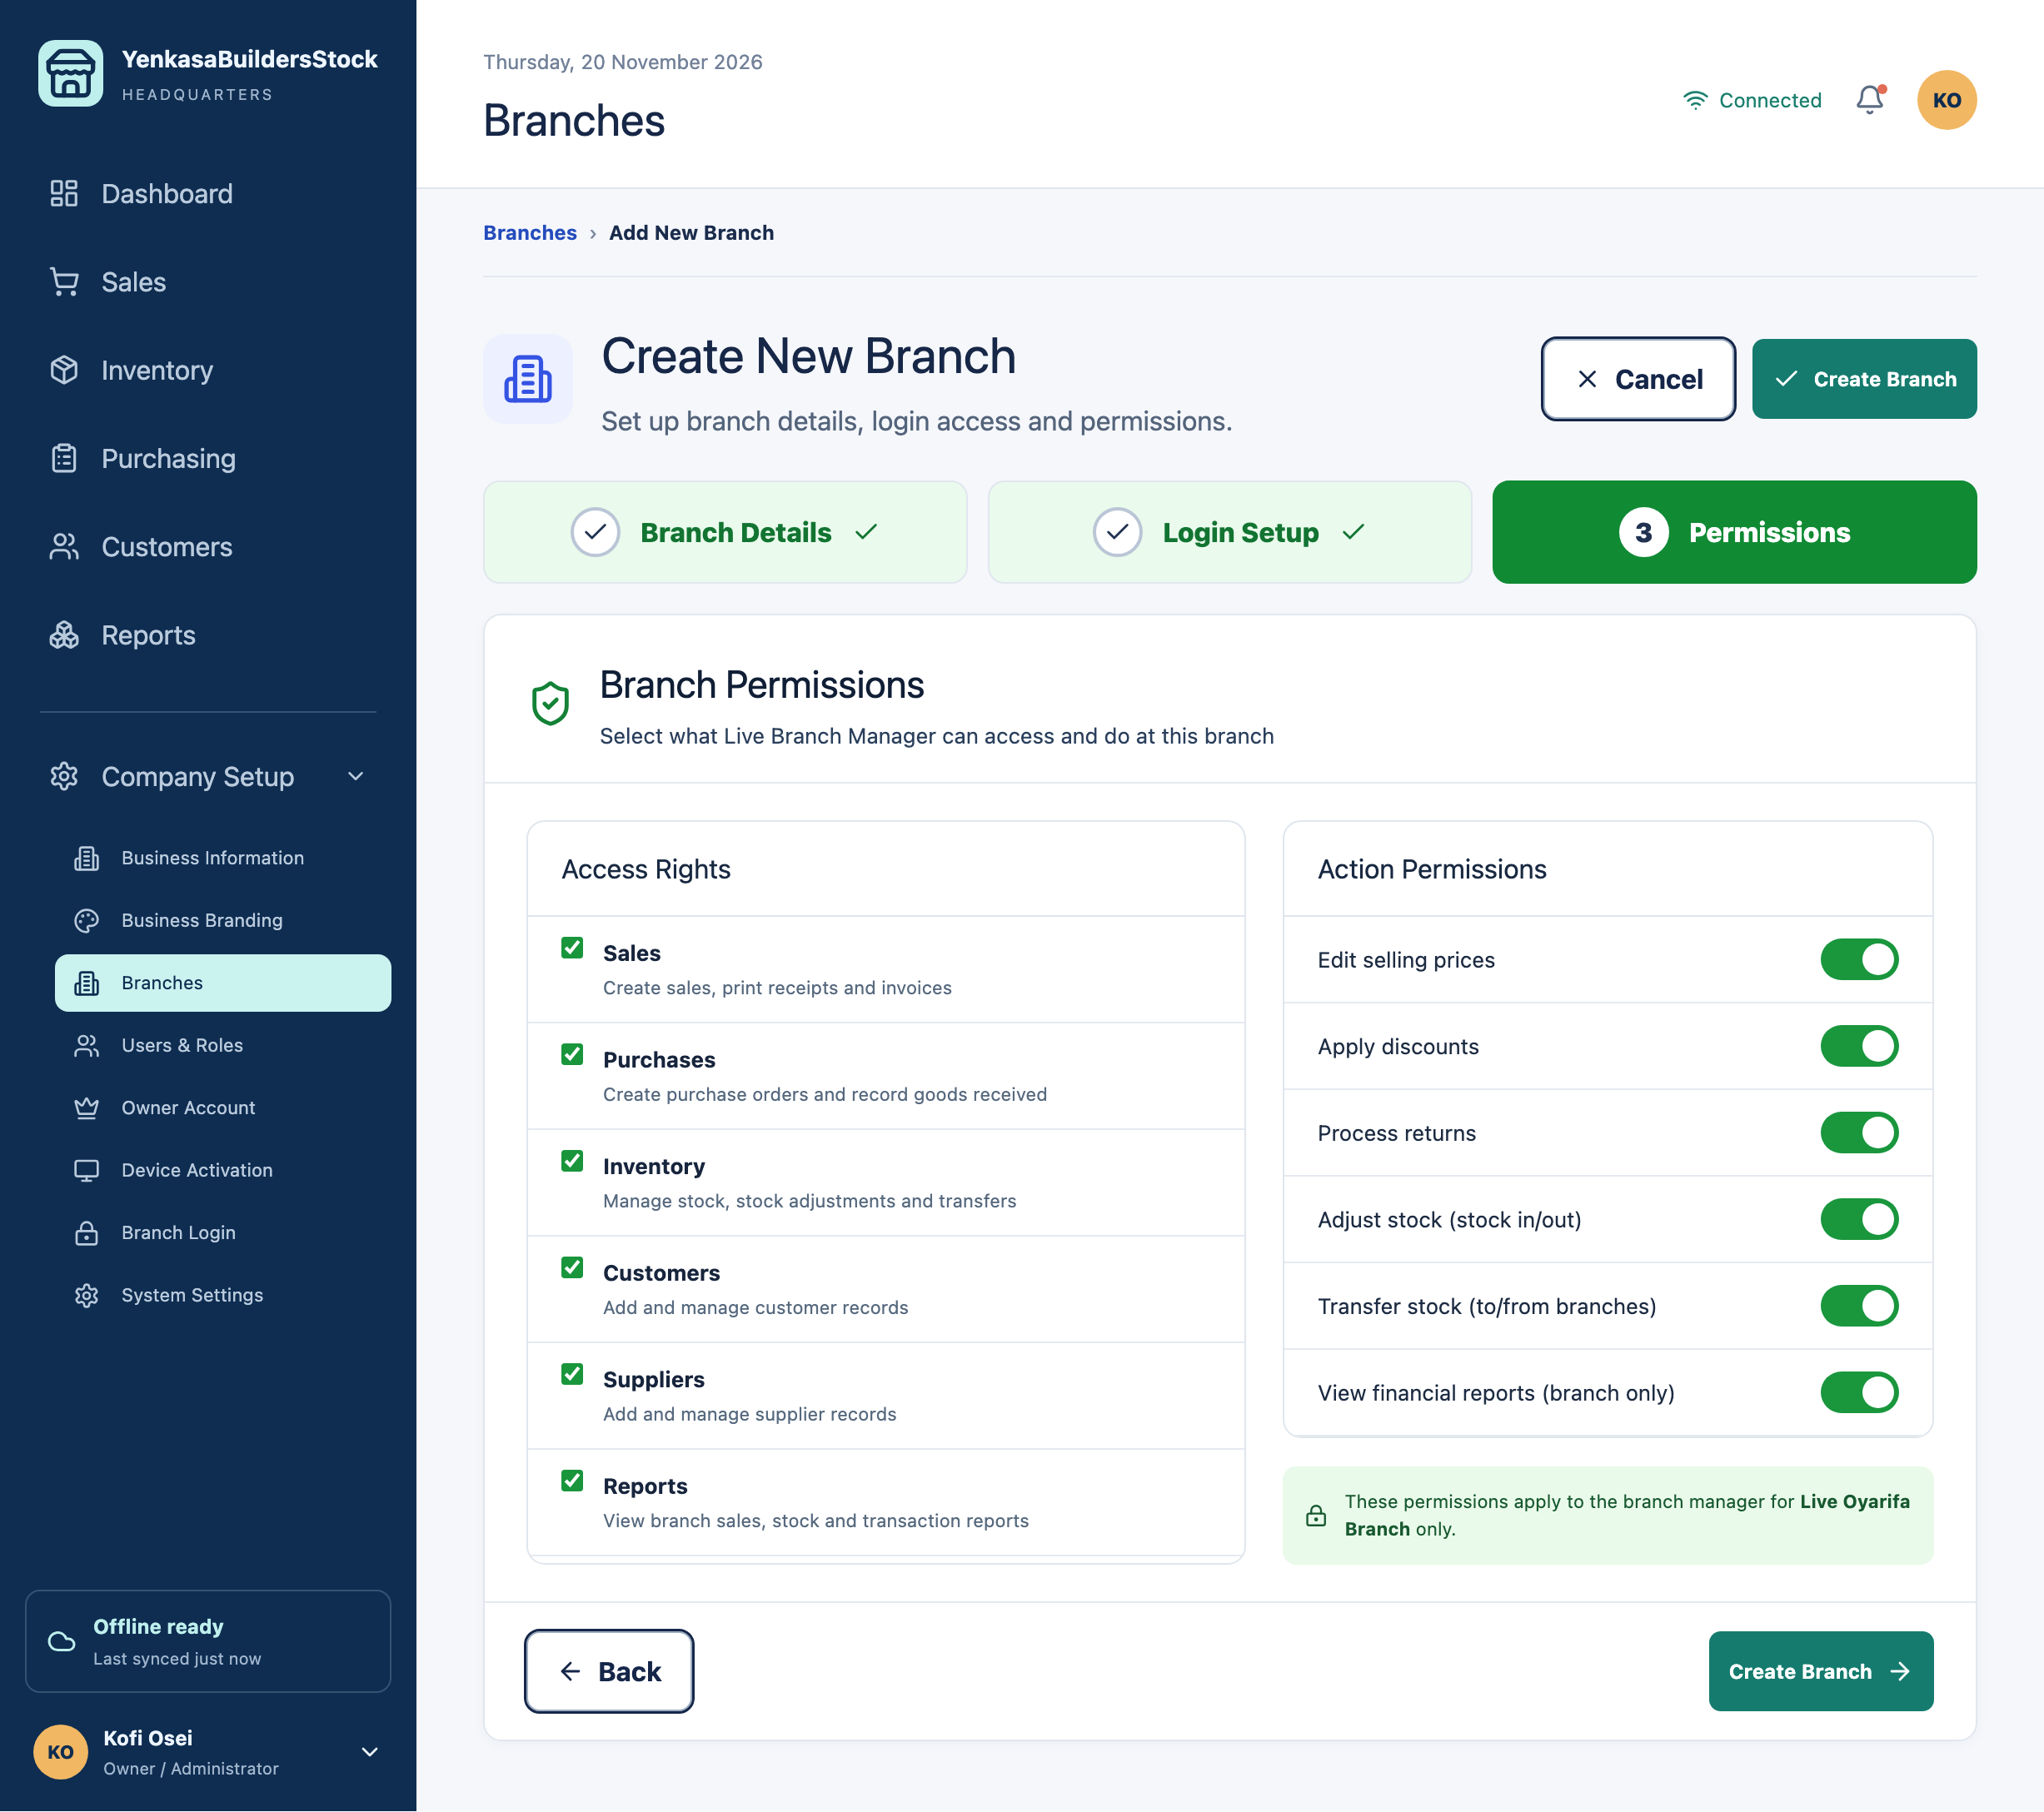 YenkasaBuildersStock
HEADQUARTERS
Dashboard
Sales
Inventory
Purchasing
Customers
Reports
Company Setup
Business Information
Business Branding
Branches
Users & Roles
Owner Account
Device Activation
Branch Login
System Settings
Offline ready
Last synced just now
KO
Kofi Osei
Owner / Administrator
Thursday, 20 November 2026
Branches
Connected
KO
Branches › Add New Branch
Create New Branch
Set up branch details, login access and permissions.
Cancel
Create Branch
Branch Details
Login Setup
3 Permissions
Branch Permissions
Select what Live Branch Manager can access and do at this branch
Access Rights
Sales
Create sales, print receipts and invoices
Purchases
Create purchase orders and record goods received
Inventory
Manage stock, stock adjustments and transfers
Customers
Add and manage customer records
Suppliers
Add and manage supplier records
Reports
View branch sales, stock and transaction reports
Action Permissions
Edit selling prices
Apply discounts
Process returns
Adjust stock (stock in/out)
Transfer stock (to/from branches)
View financial reports (branch only)
These permissions apply to the branch manager for Live Oyarifa
Branch only.
Back
Create Branch